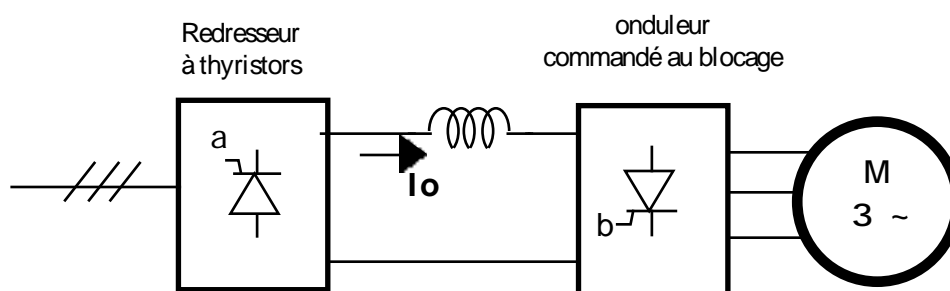 Redresseur
à thyristors
onduleur
commandé au blocage
a
Io
b
M
3 ~